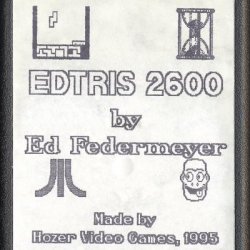 EDTRIS 2600
by
Ed Federmeyer
Made by
Hozer Video Games, 1995